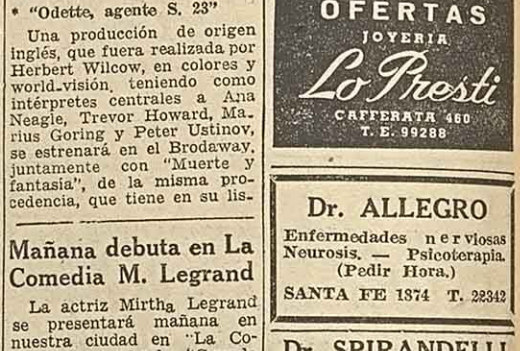 * "Odette, agente S. 23"
Una producción de origen
inglés, que fuera realizada por
Herbert Wilcow, en colores y
world-visión, teniendo como
intérpretes centrales a Ana
Neagle, Trevor Howard, Ma-
rius Goring y Peter Ustinov,
se estrenará en el Brodaway,
juntamente con "Muerte y
fantasia", de la misma pro-
cedencia, que tiene en su lis-
Mañana debuta en La
Comedia M. Legrand
La actriz Mirtha Legrand
se presentará mañana en
nuestra ciudad en "La Co-
OFERTAS
JOYERIA
Lo Presti
CAFFERATA 460
T. E. 99288
Dr. ALLEGRO
Enfermedades nerviosas
Neurosis. — Psicoterapia.
(Pedir Hora.)
SANTA FE 1374 T. 22342
Dr. SPIRANDELLI